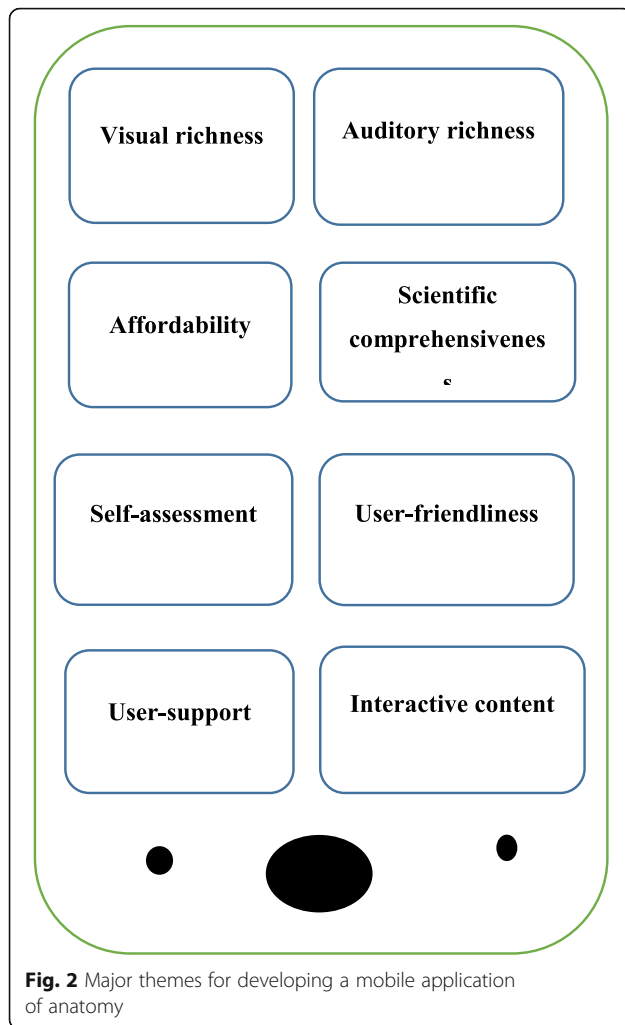 Visual richness
Auditory richness
Affordability
Scientific
comprehensivenes
s
Self-assessment
User-friendliness
User-support
Interactive content
Fig. 2 Major themes for developing a mobile application
of anatomy